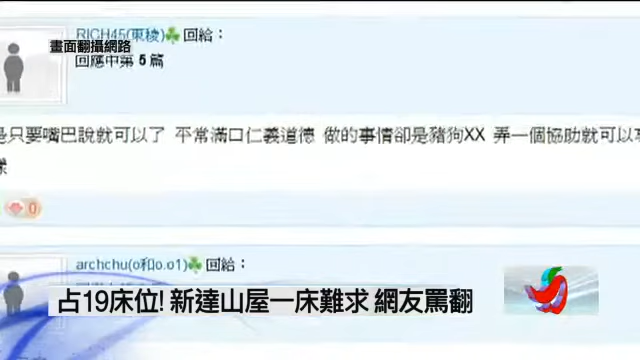 RICH45(東稜) 回給：
畫面翻攝網路
回應中第 5 篇
是只要嘴巴說就可以了 平常滿口仁義道德 做的事情卻是豬狗XX 弄一個協助就可以
0
archchu(o和o.o1) 回給：
占19床位! 新達山屋一床難求 網友罵翻